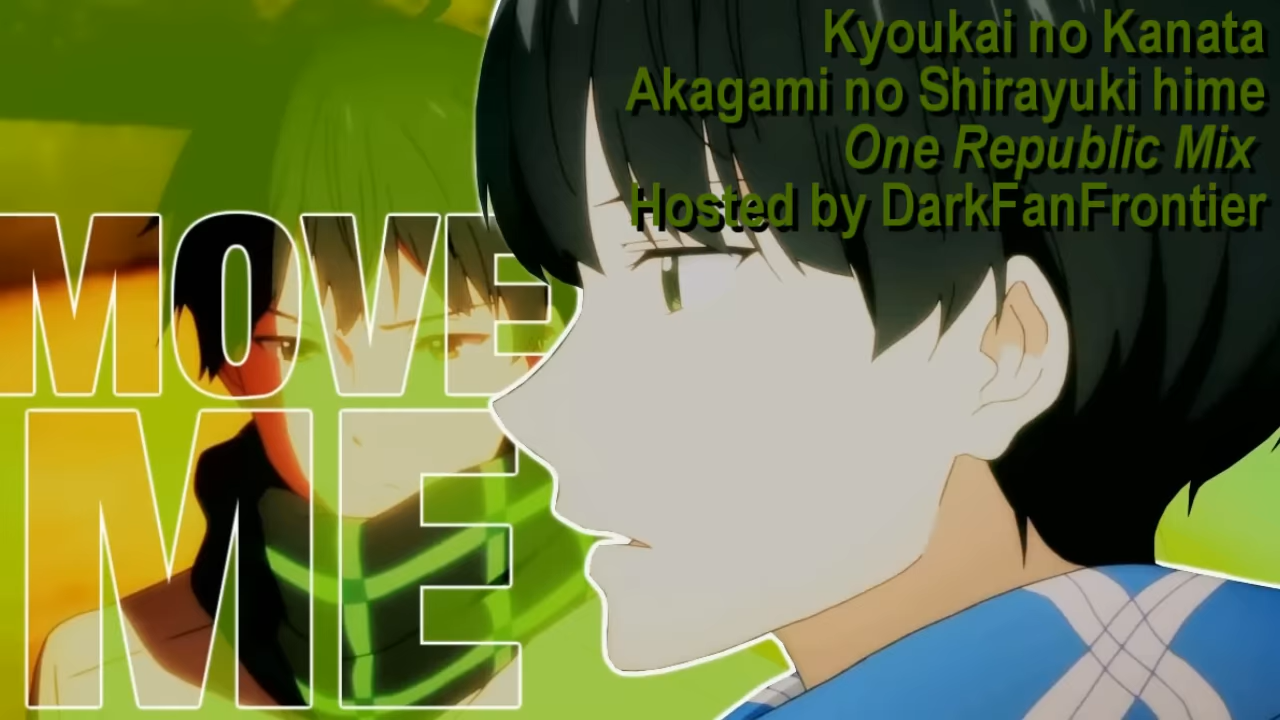 Kyoukai no Kanata
Akagami no Shirayuki hime
One Republic Mix
Hosted by DarkFanFrontier
MOVE
ME